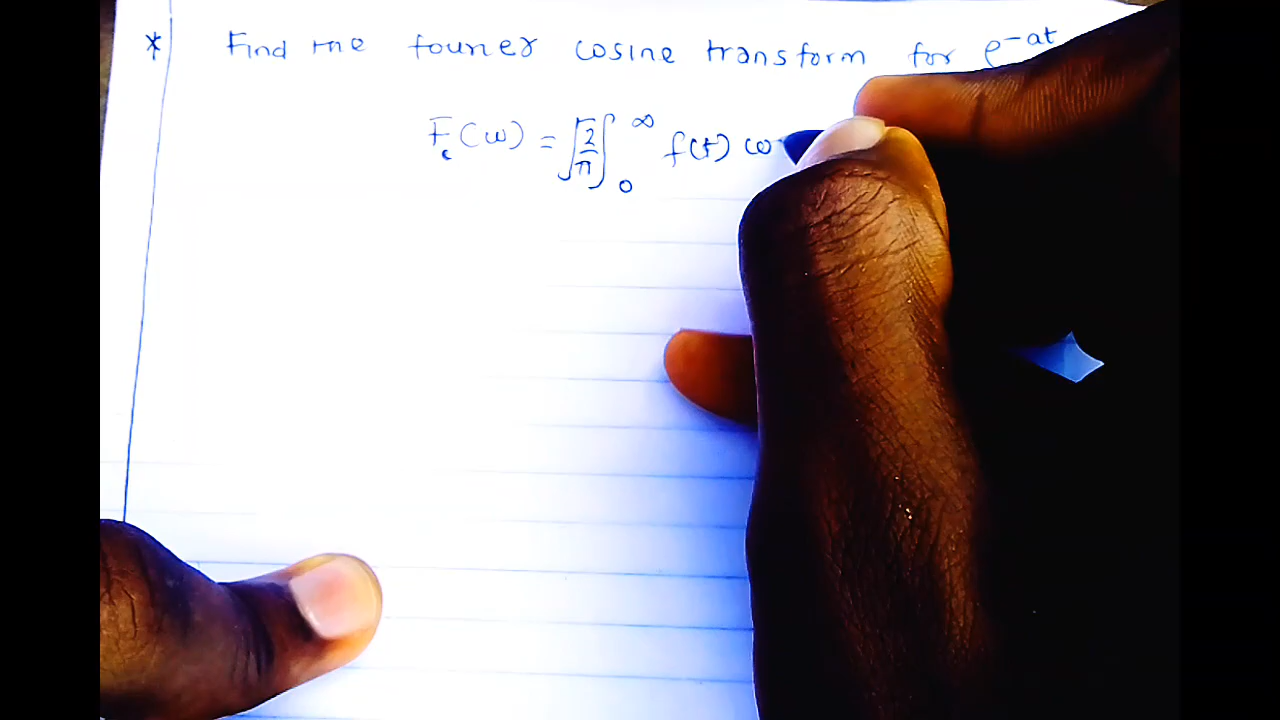 * Find the fourier cosine transform for e^{-at}
F_c(ω) = √(2/π) ∫_0^∞ f(t) co